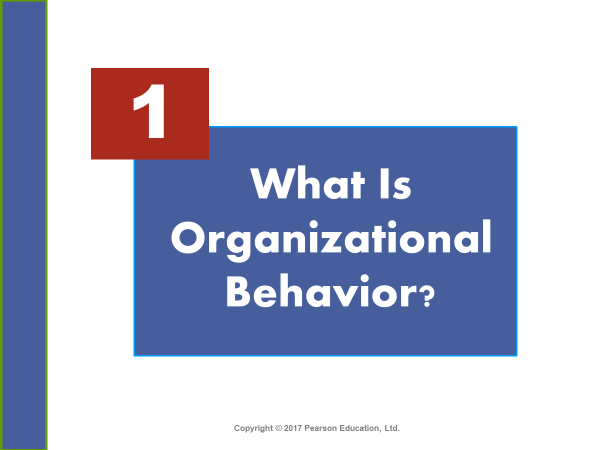 1
What Is
Organizational
Behavior?
Copyright © 2017 Pearson Education, Ltd.